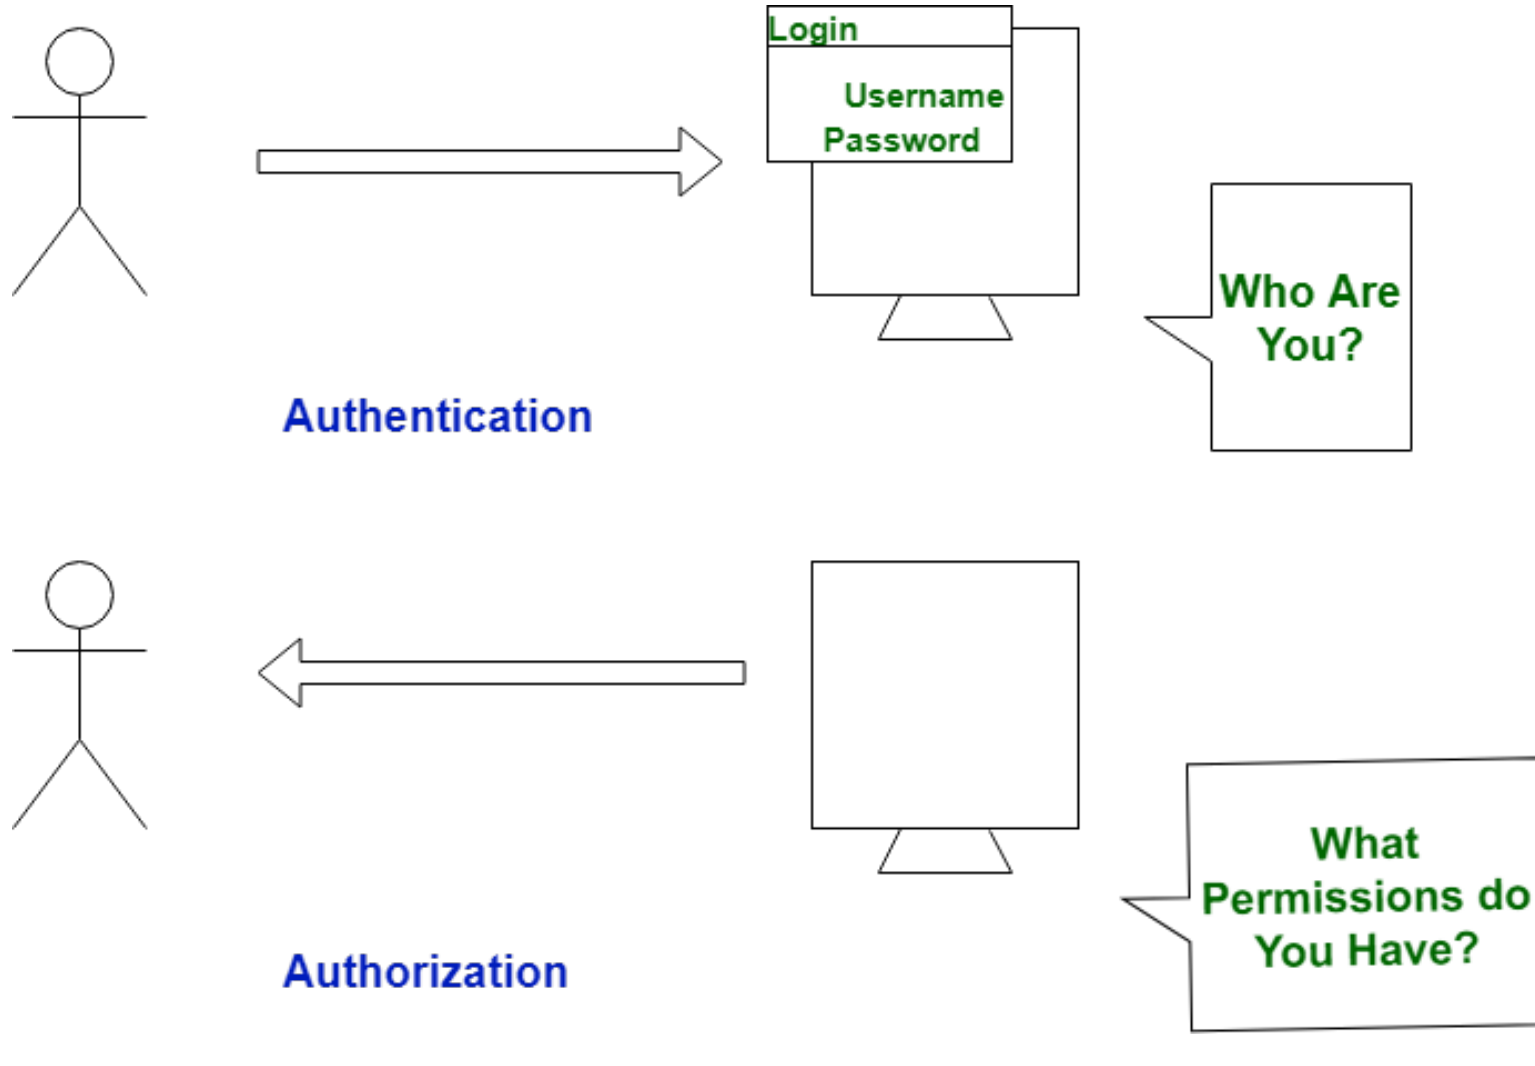 Login
Username
Password
Who Are
You?
Authentication
What
Permissions do
You Have?
Authorization